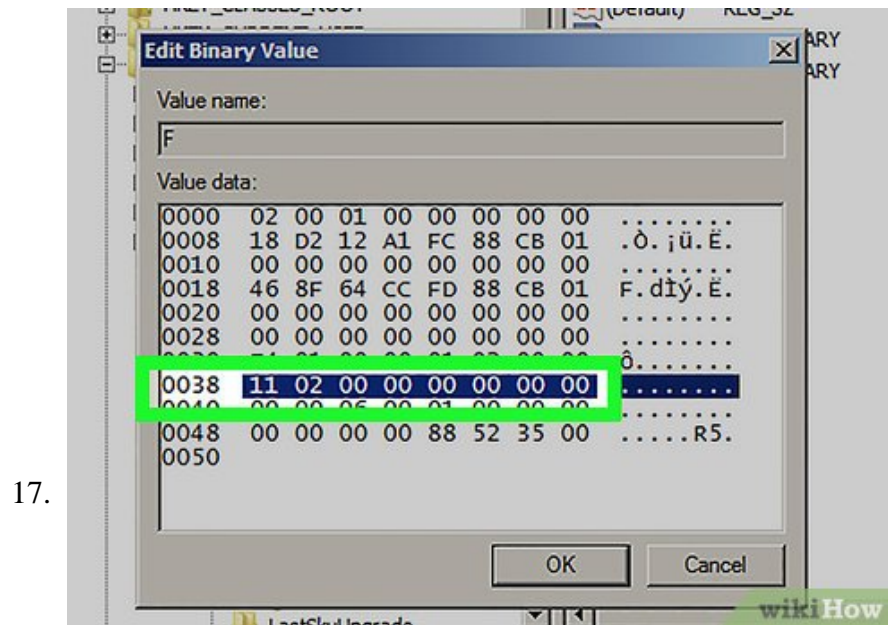 (Default) REG_SZ
ARY
Edit Binary Value
ARY
Value name:
F
Value data:
0000 02 00 01 00 00 00 00 00 ........
0008 18 D2 12 A1 FC 88 CB 01 .Ò.¡ü.Ë.
0010 00 00 00 00 00 00 00 00 ........
0018 46 8F 64 CC FD 88 CB 01 F.dÌý.Ë.
0020 00 00 00 00 00 00 00 00 ........
0028 00 00 00 00 00 00 00 00 ........
ô.......
0038 11 02 00 00 00 00 00 00 ........
0048 00 00 00 00 88 52 35 00 .....R5.
0050
17.
OK Cancel
wikiHow